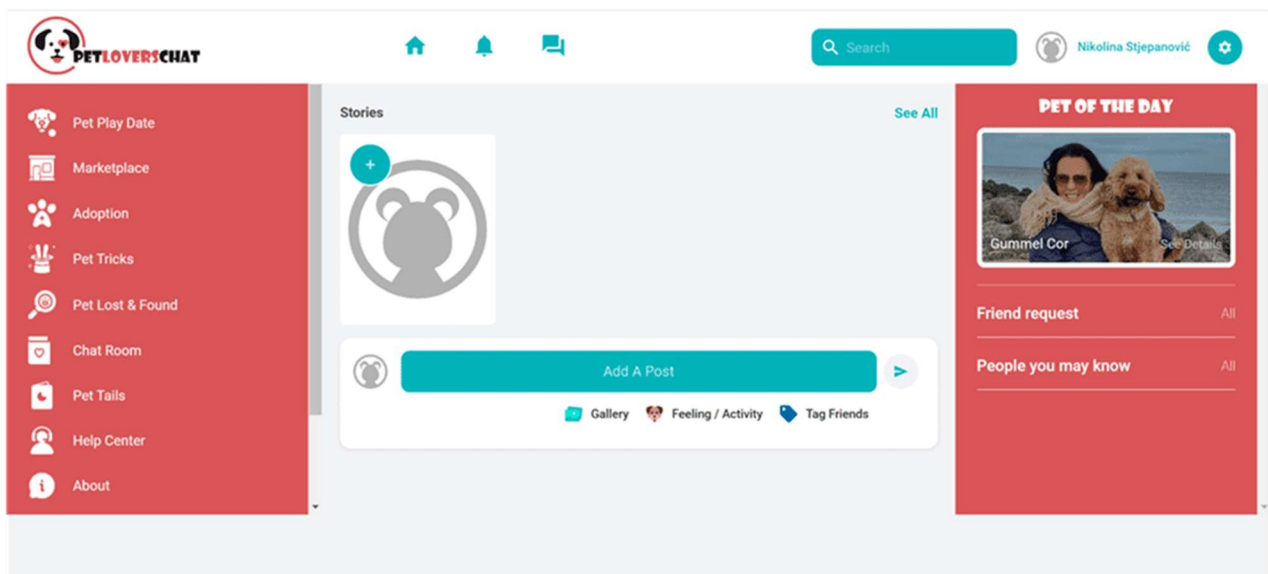 PETLOVERSCHAT
Search
Nikolina Stjepanović
Pet Play Date
Marketplace
Adoption
Pet Tricks
Pet Lost & Found
Chat Room
Pet Tails
Help Center
About
Stories
See All
+
Add A Post
Gallery
Feeling / Activity
Tag Friends
PET OF THE DAY
Gummel Cor
See Details
Friend request
All
People you may know
All